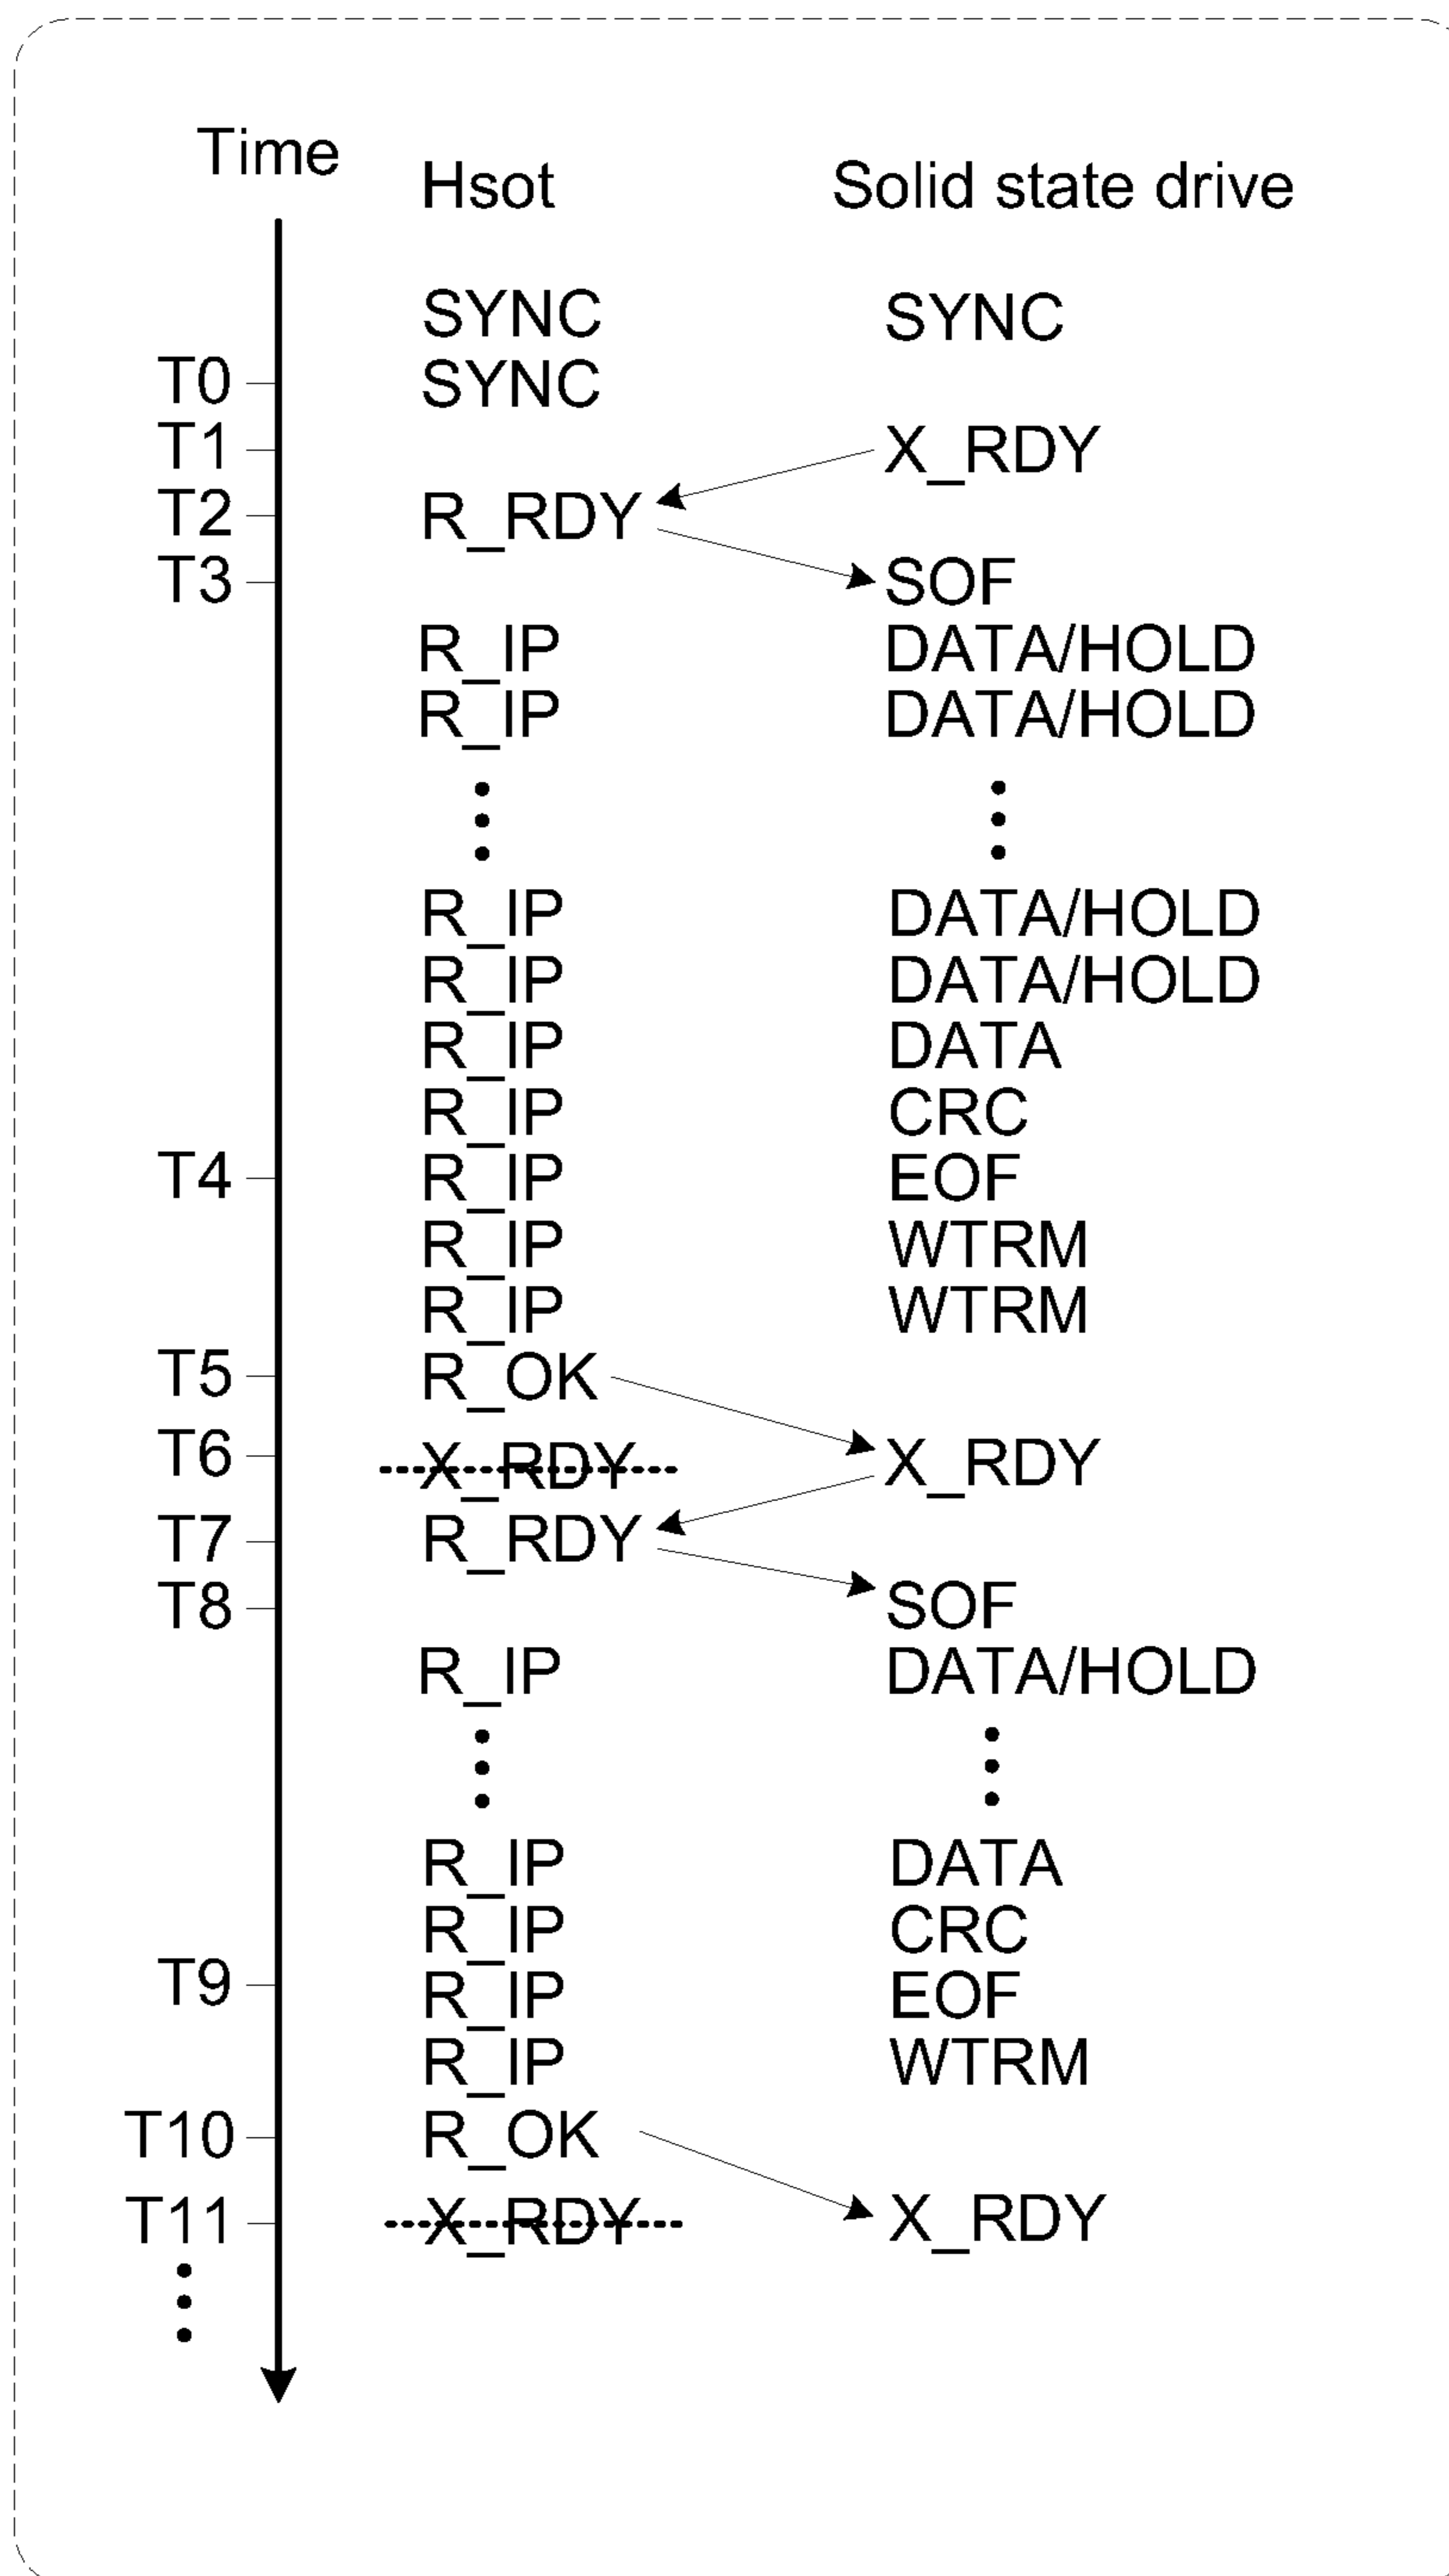 Time Hsot Solid state drive
SYNC SYNC
T0 SYNC
T1 X_RDY
T2 R_RDY
T3 SOF
R_IP DATA/HOLD
R_IP DATA/HOLD
R_IP DATA/HOLD
R_IP DATA/HOLD
R_IP DATA
R_IP CRC
T4 R_IP EOF
R_IP WTRM
R_IP WTRM
T5 R_OK
T6 X_RDY X_RDY
T7 R_RDY
T8 SOF
R_IP DATA/HOLD
R_IP DATA
R_IP CRC
T9 R_IP EOF
R_IP WTRM
T10 R_OK
T11 X_RDY X_RDY